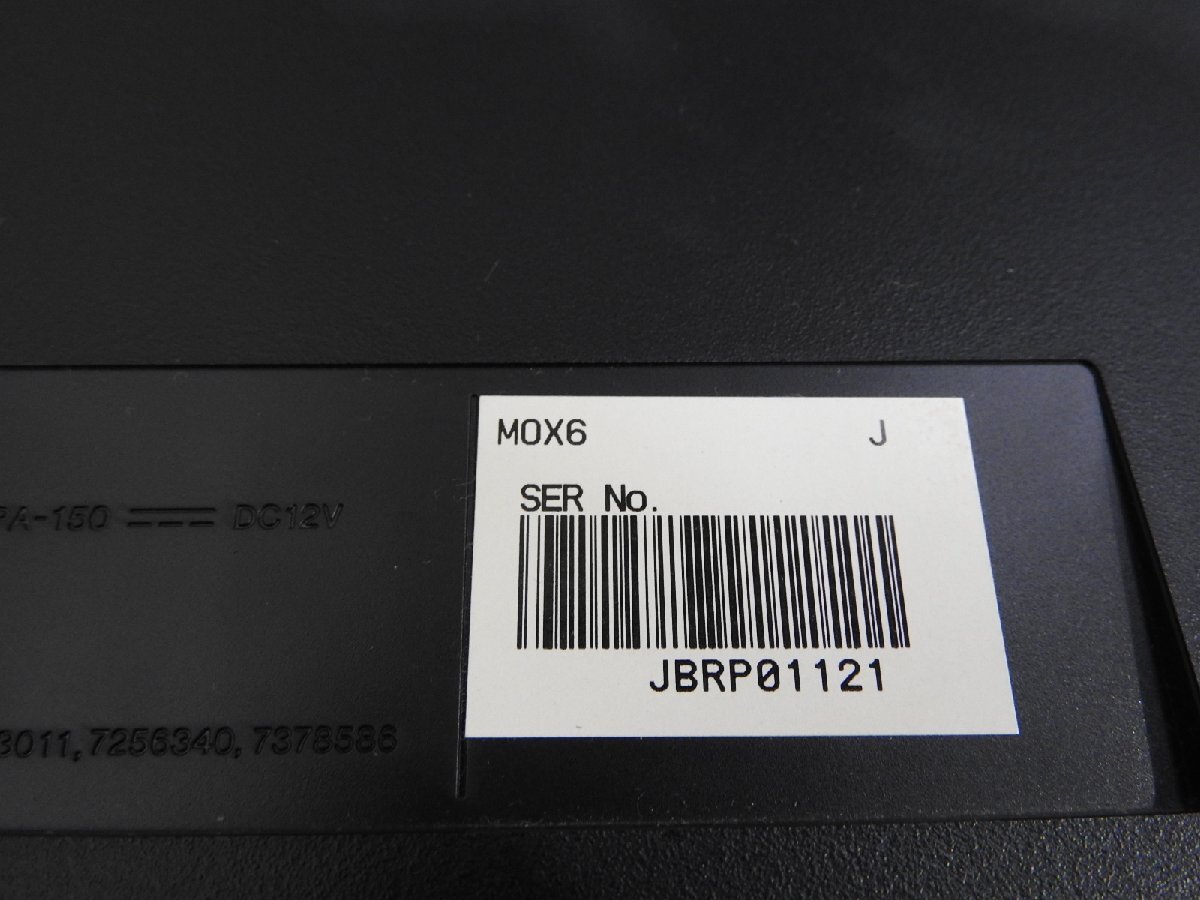 MOX6 J
SER No.
JBRP01121
PA-150 DC12V
3011, 7256340, 7378586